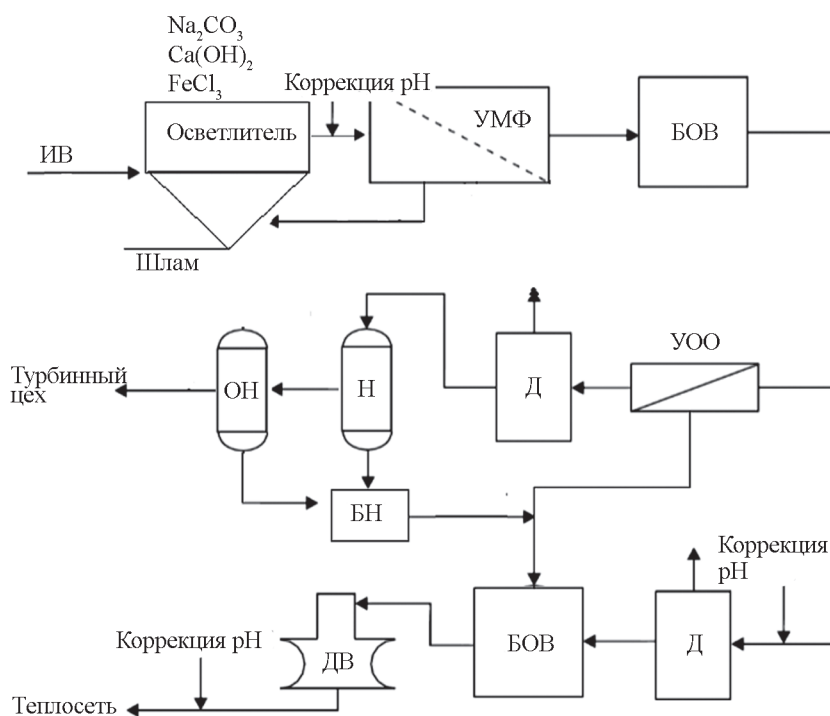 Na₂CO₃
Ca(OH)₂
FeCl₃
Коррекция pH
Осветлитель
УМФ
БОВ
ИВ
Шлам
УОО
Турбинный
цех
ОН
Н
Д
БН
Коррекция
pH
Коррекция pH
ДВ
БОВ
Д
Теплосеть